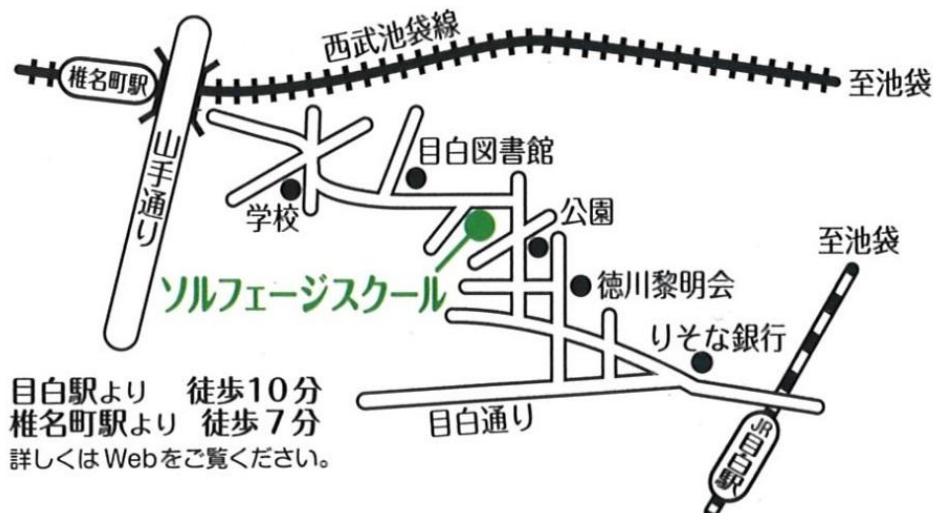 西武池袋線
椎名町駅
至池袋
山手通り
目白図書館
学校
公園
至池袋
ソルフェージスクール
徳川黎明会
りそな銀行
目白駅より 徒歩10分
椎名町駅より 徒歩7分
詳しくはWebをご覧ください。
目白通り
JR目白駅